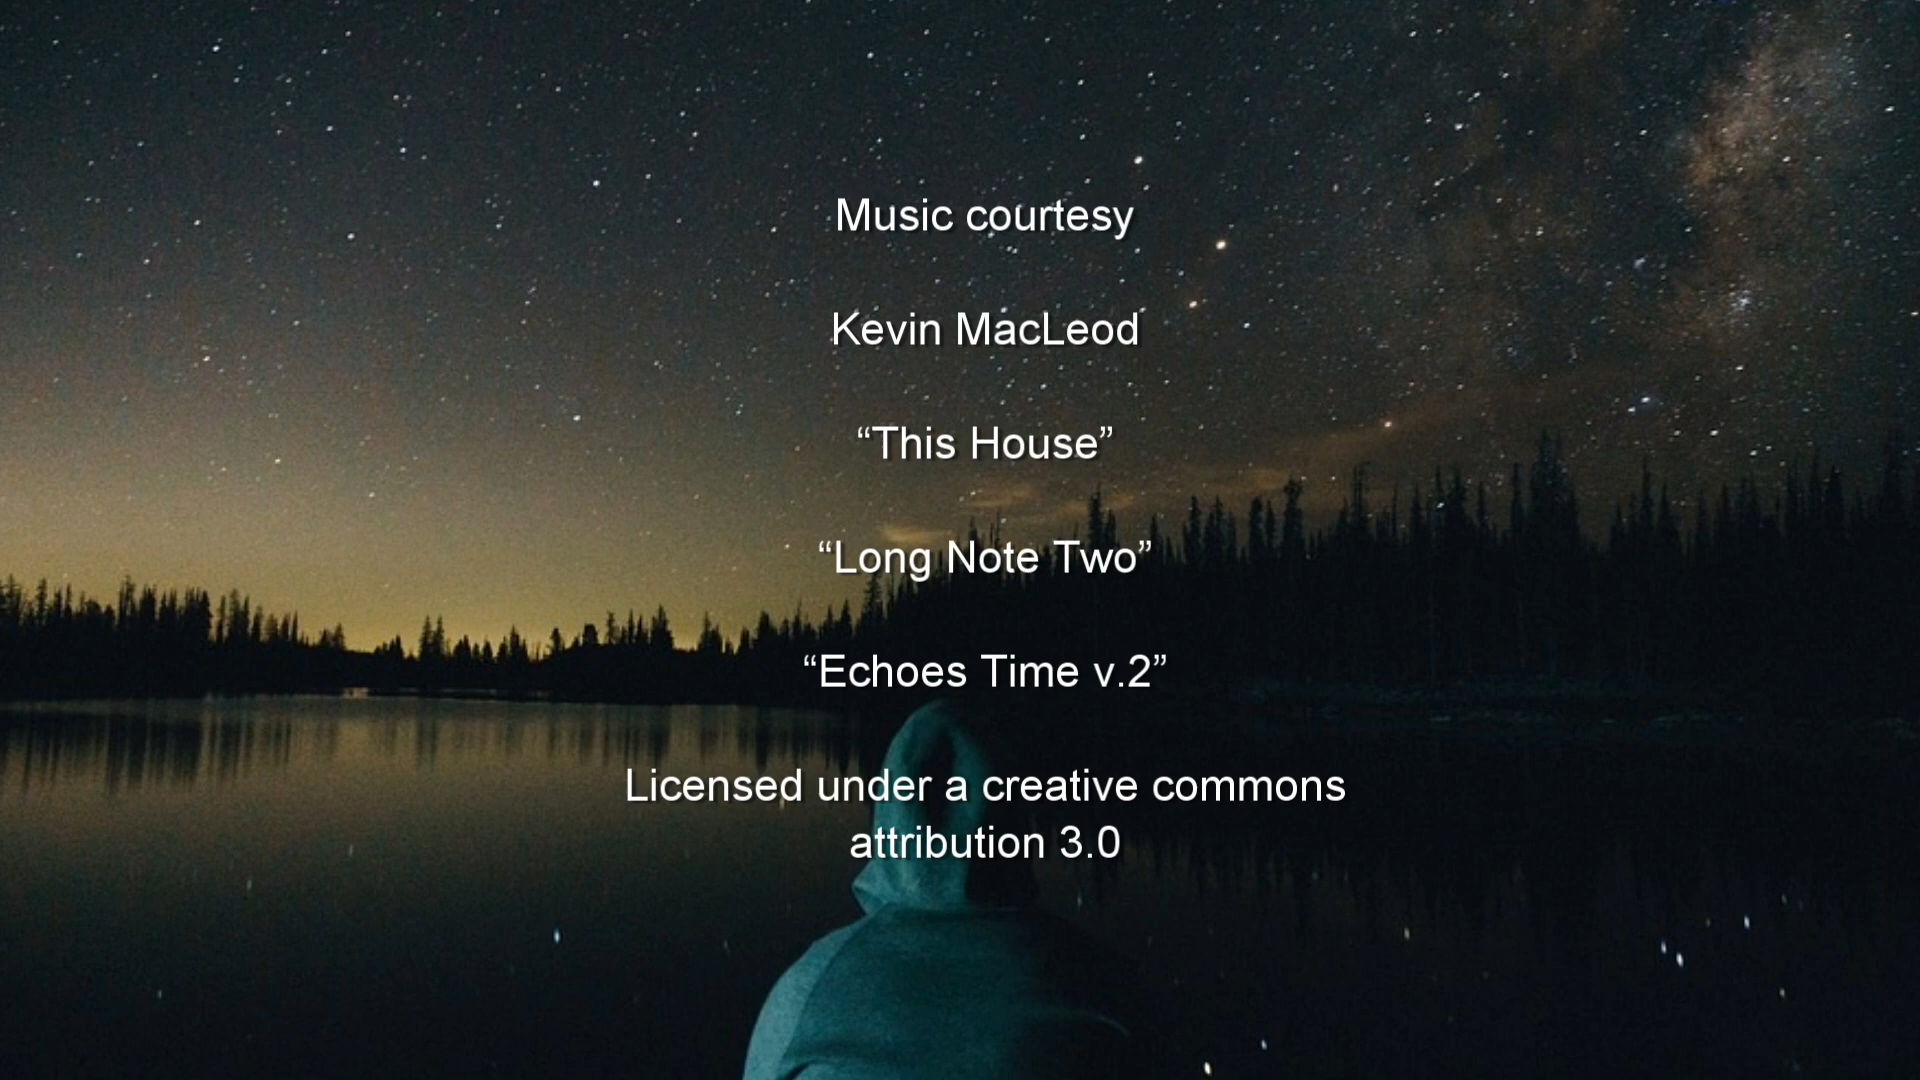 Music courtesy
Kevin MacLeod
“This House”
“Long Note Two”
“Echoes Time v.2”
Licensed under a creative commons
attribution 3.0